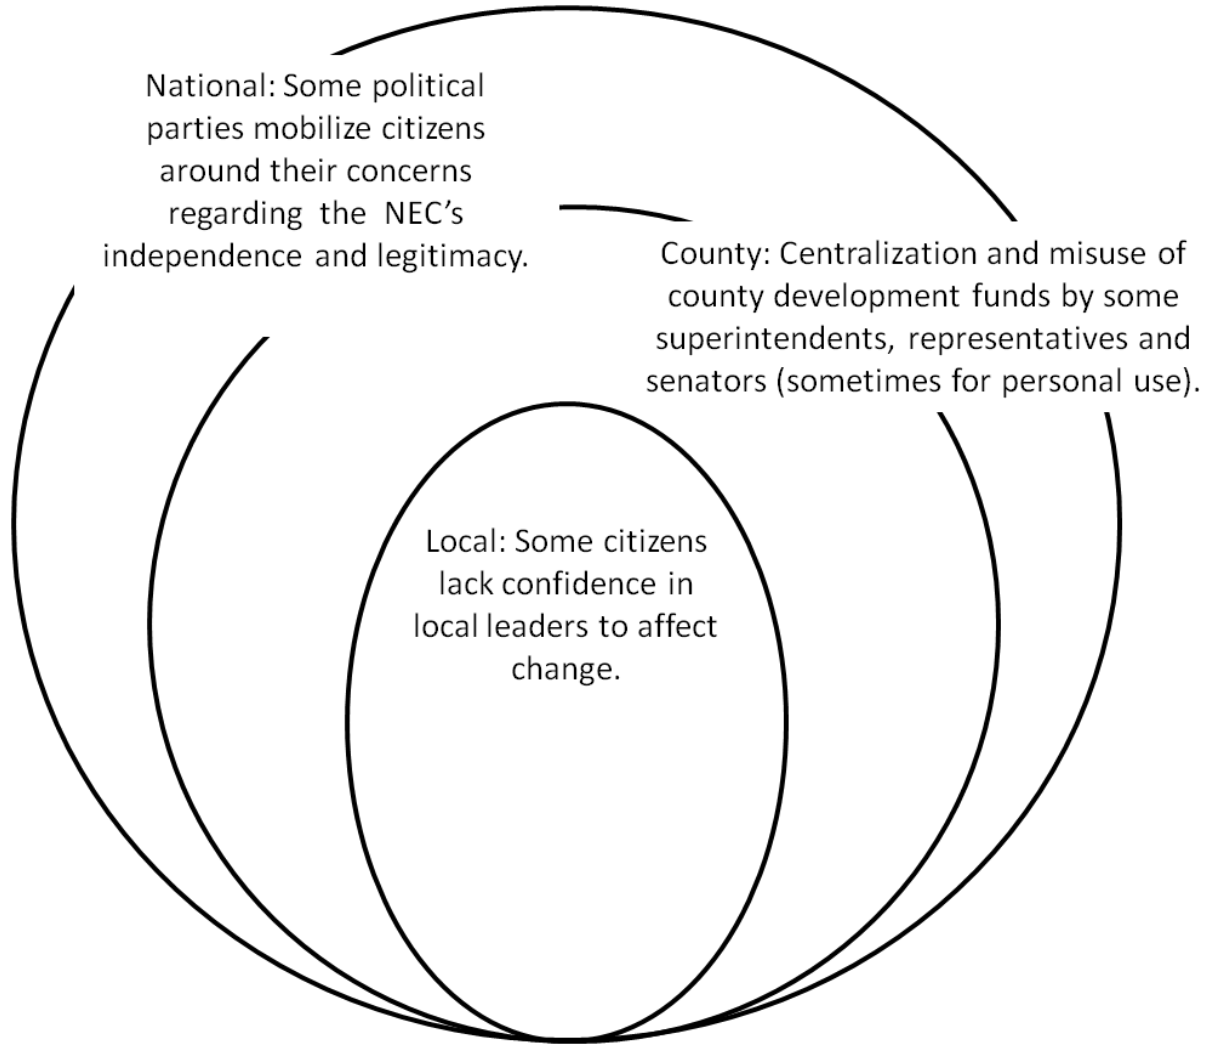 National: Some political
parties mobilize citizens
around their concerns
regarding the NEC’s
independence and legitimacy.
County: Centralization and misuse of
county development funds by some
superintendents, representatives and
senators (sometimes for personal use).
Local: Some citizens
lack confidence in
local leaders to affect
change.